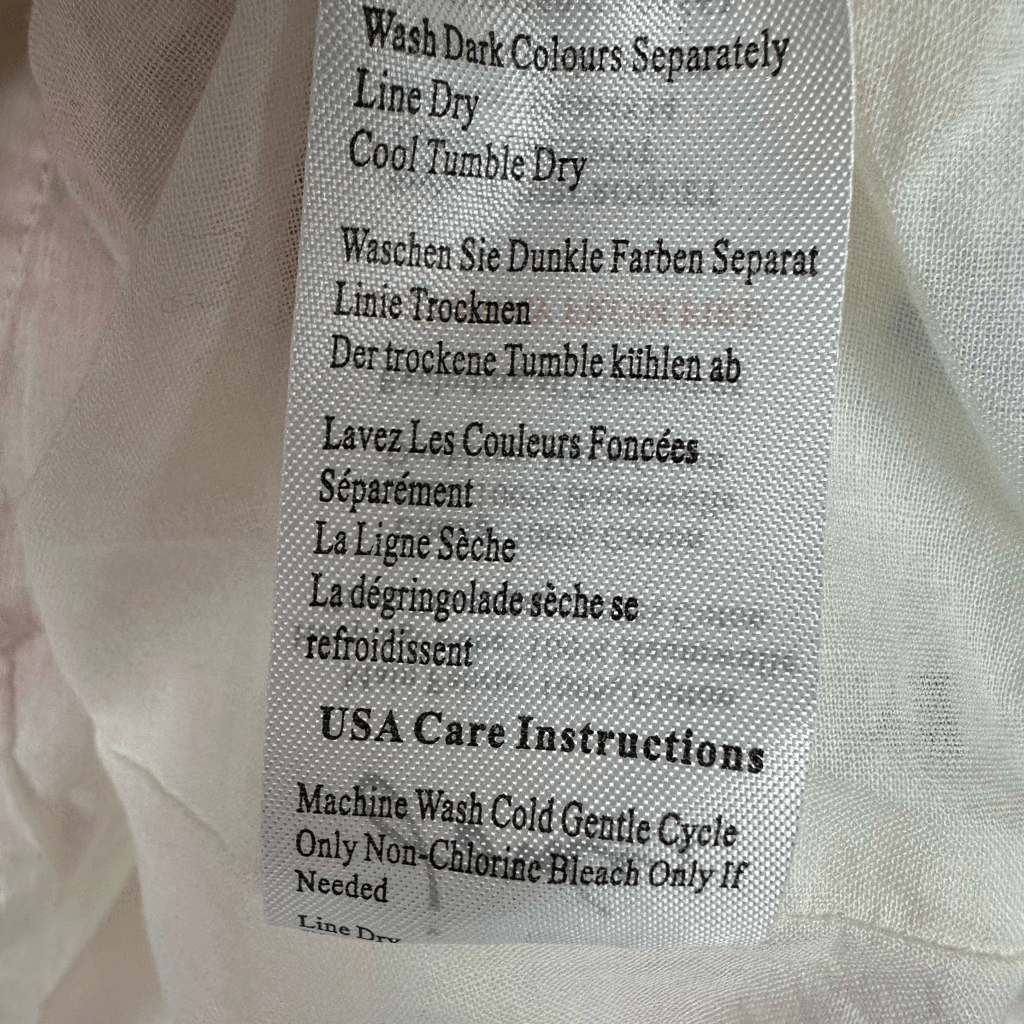 Wash Dark Colours Separately
Line Dry
Cool Tumble Dry
Waschen Sie Dunkle Farben Separat
Linie Trocknen
Der trockene Tumble kühlen ab
Lavez Les Couleurs Foncées
Séparément
La Ligne Sèche
La dégringolade sèche se
refroidissent
USA Care Instructions
Machine Wash Cold Gentle Cycle
Only Non-Chlorine Bleach Only If
Needed
Line Dry